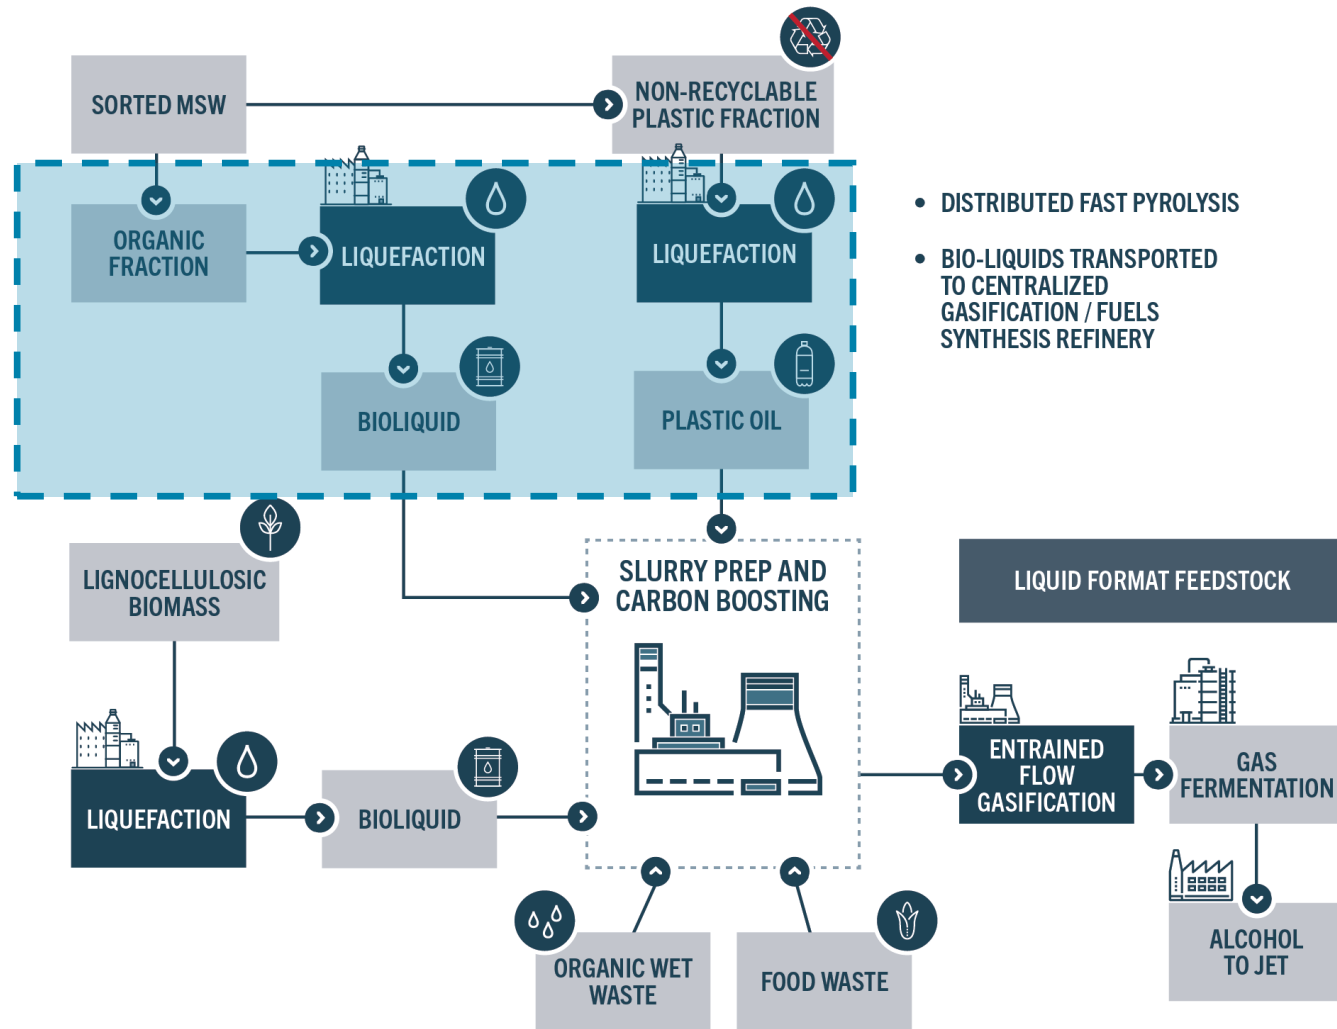 SORTED MSW
NON-RECYCLABLE
PLASTIC FRACTION
ORGANIC
FRACTION
LIQUEFACTION
LIQUEFACTION
• DISTRIBUTED FAST PYROLYSIS
• BIO-LIQUIDS TRANSPORTED
TO CENTRALIZED
GASIFICATION / FUELS
SYNTHESIS REFINERY
BIOLIQUID
PLASTIC OIL
LIGNOCELLULOSIC
BIOMASS
SLURRY PREP AND
CARBON BOOSTING
LIQUID FORMAT FEEDSTOCK
LIQUEFACTION
BIOLIQUID
ENTRAINED
FLOW
GASIFICATION
GAS
FERMENTATION
ORGANIC WET
WASTE
FOOD WASTE
ALCOHOL
TO JET